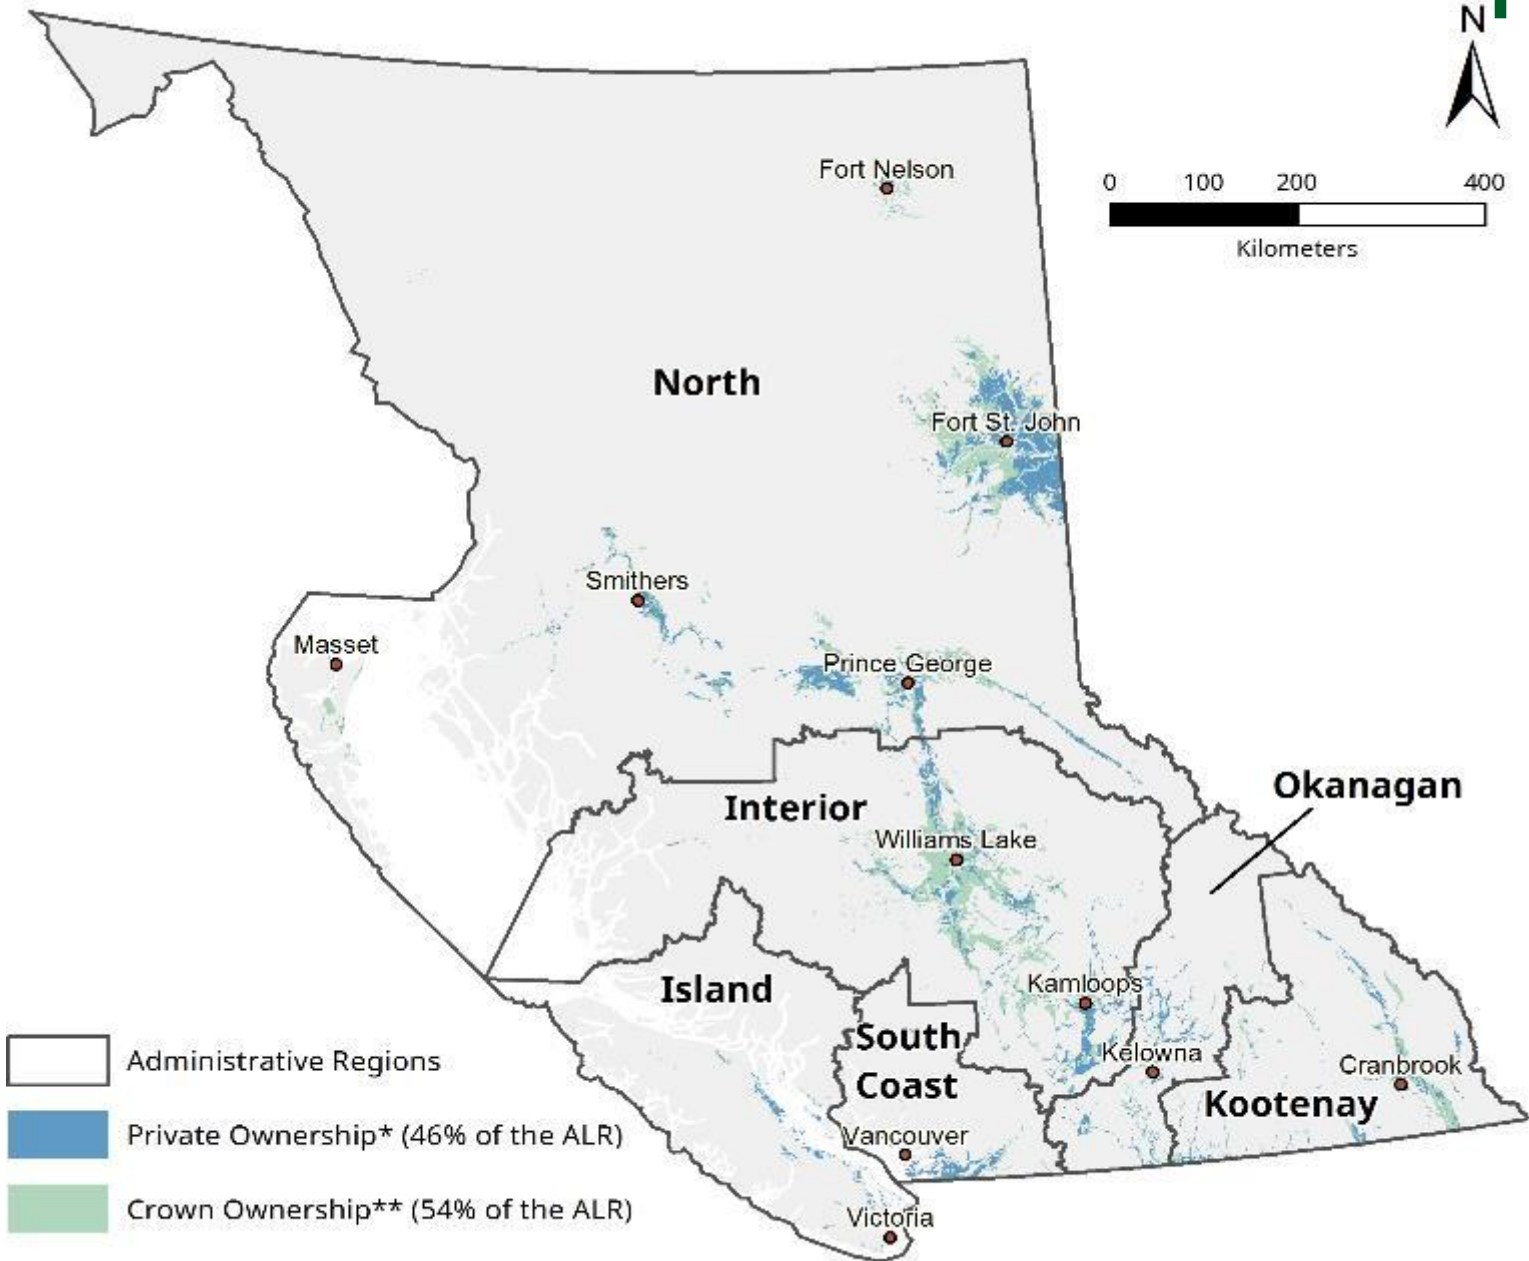 N
Fort Nelson
0 100 200 400
Kilometers
North
Fort St. John
Smithers
Masset
Prince George
Okanagan
Interior
Williams Lake
Island
Kamloops
South
Coast
Kelowna
Cranbrook
Kootenay
Vancouver
Victoria
Administrative Regions
Private Ownership* (46% of the ALR)
Crown Ownership** (54% of the ALR)